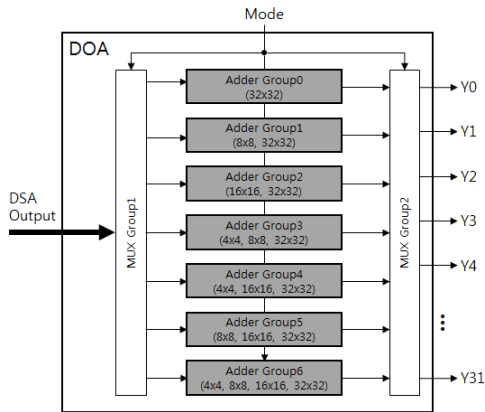 Mode
DOA
Adder Group0
(32x32)
Y0
Adder Group1
(8x8, 32x32)
Y1
Adder Group2
(16x16, 32x32)
Y2
DSA
Output
MUX Group1
Adder Group3
(4x4, 8x8, 32x32)
MUX Group2
Y3
Adder Group4
(4x4, 16x16, 32x32)
Y4
Adder Group5
(8x8, 16x16, 32x32)
...
Adder Group6
(4x4, 8x8, 16x16, 32x32)
Y31